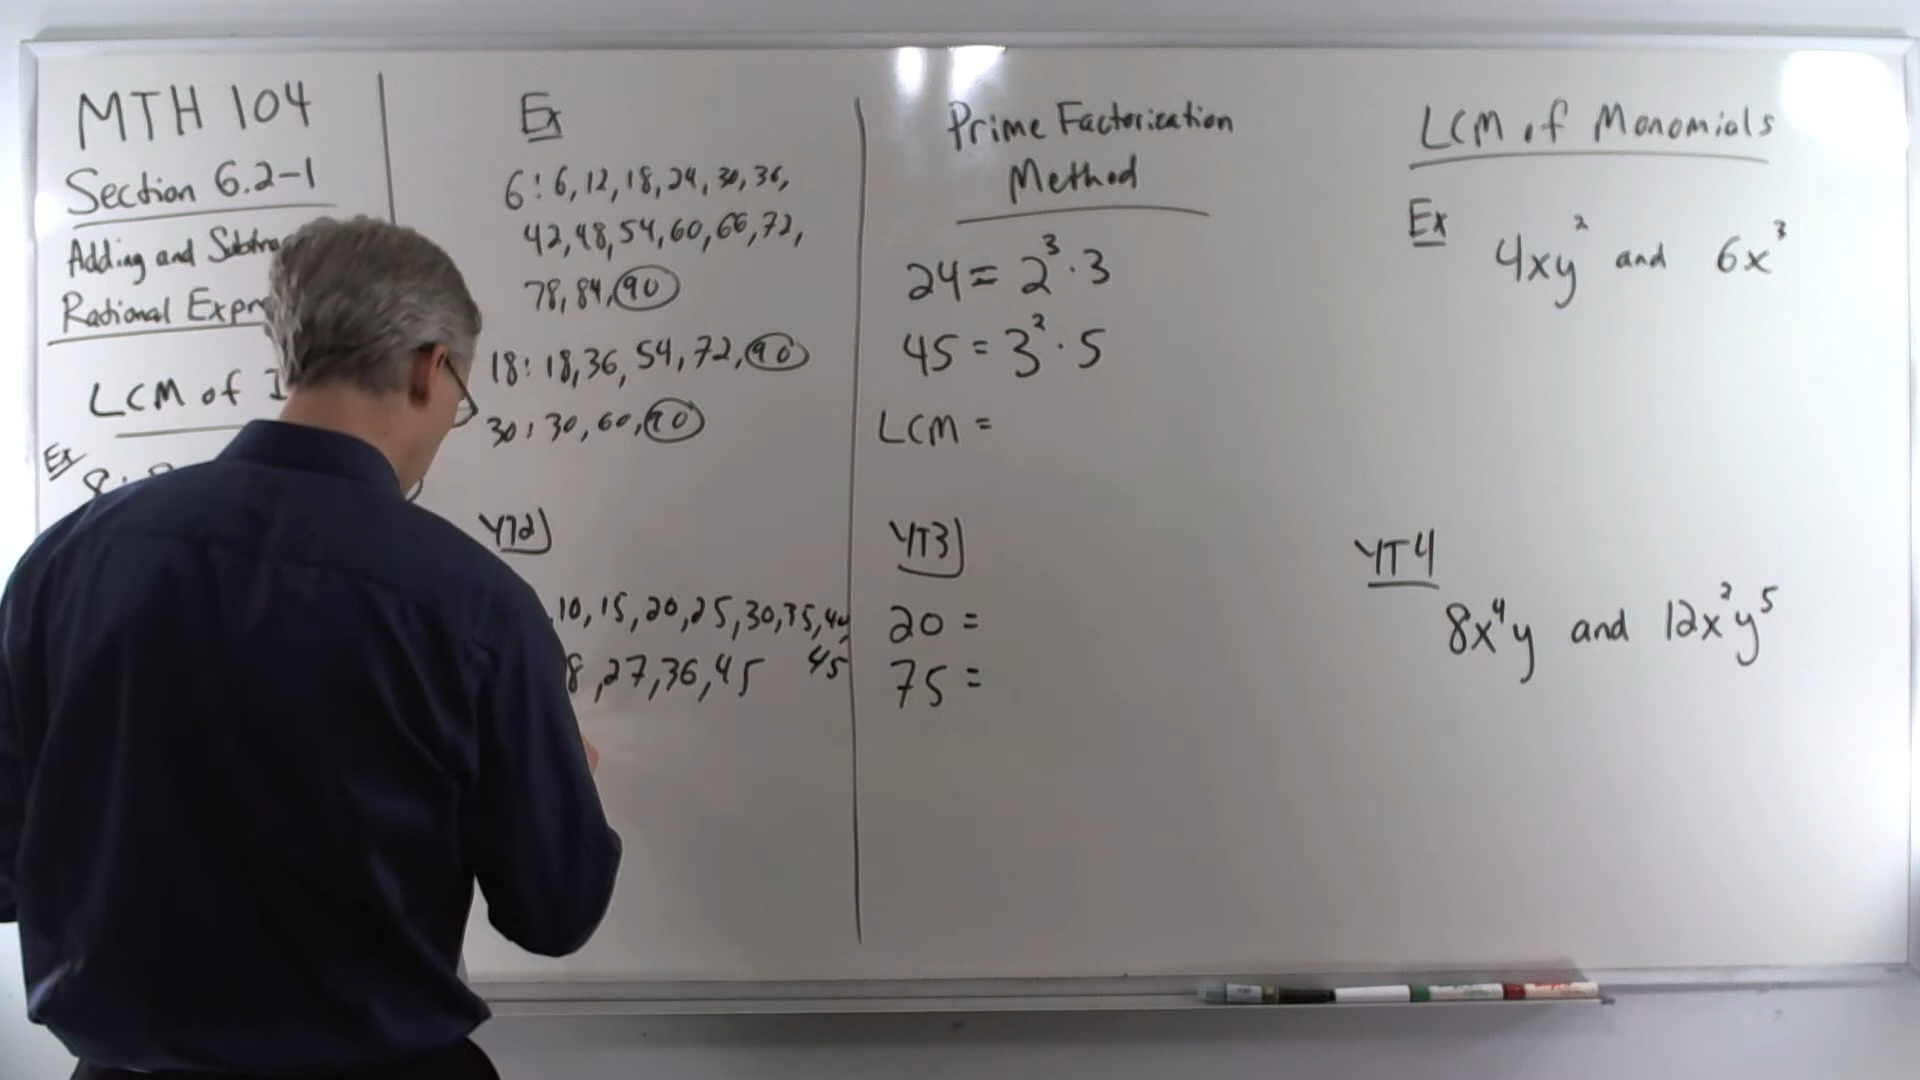 MTH 104
Section 6.2-1
Adding and
Rational
LCM of
Ex
8:
Ex
6: 6, 12, 18, 24, 30, 36,
42, 48, 54, 60, 66, 72,
78, 84, 90
18: 18, 36, 54, 72, 90
30: 30, 60, 90
YT2)
10, 15, 20, 25, 30, 35, 40,
45
8, 27, 36, 45
Prime Factorization
Method
24 = 2³ · 3
45 = 3² · 5
LCM =
YT3)
20 =
75 =
LCM of Monomials
Ex 4xy² and 6x³
YT4
8x⁴y and 12x²y⁵